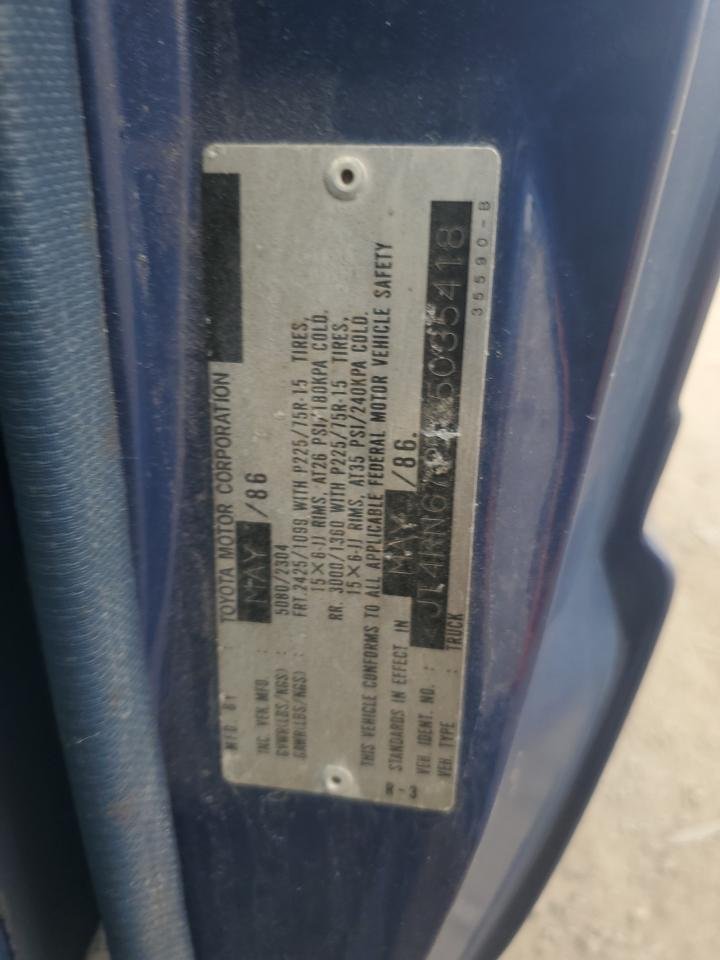 MFD. BY : TOYOTA MOTOR CORPORATION
INC. VEH. MFD. : MAY /86
GVWR(LBS/KGS) : 5080/2304
GAWR(LBS/KGS) : FRT. 2425/1099 WITH P225/75R-15 TIRES,
15×6-JJ RIMS, AT26 PSI/180KPA COLD.
RR. 3000/1360 WITH P225/75R-15 TIRES,
15×6-JJ RIMS, AT35 PSI/240KPA COLD.
THIS VEHICLE CONFORMS TO ALL APPLICABLE FEDERAL MOTOR VEHICLE SAFETY
STANDARDS IN EFFECT IN MAY /86.
VEH. IDENT. NO. :
VEH. TYPE : TRUCK
35590-B